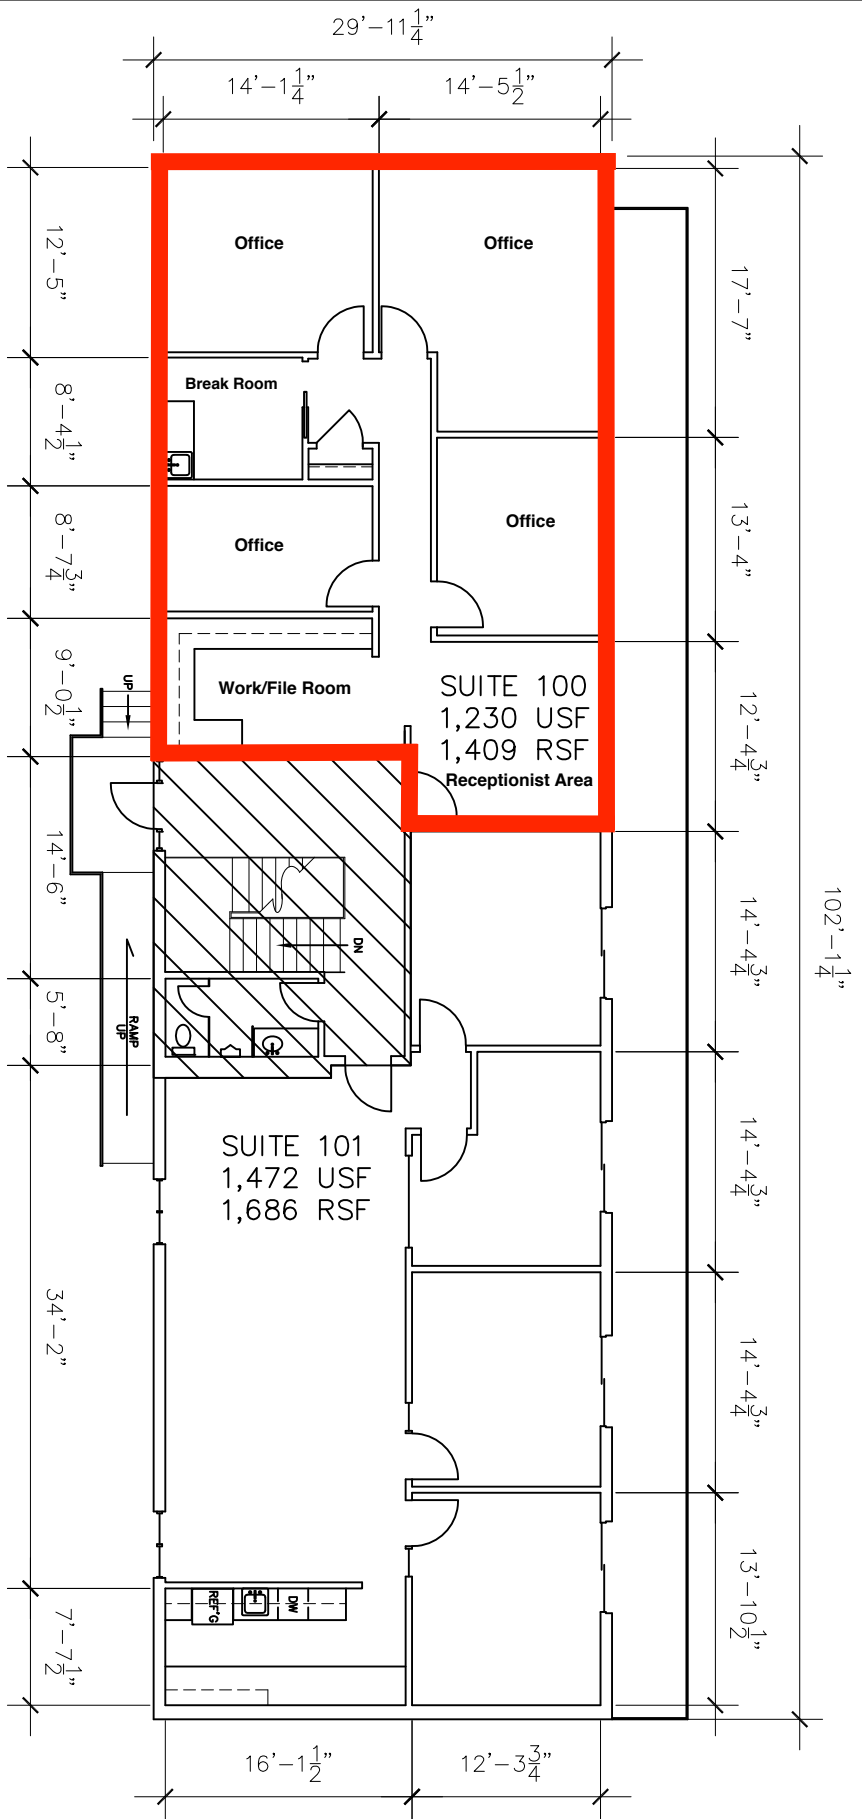 29'-11 1/4"
14'-1 1/4" 14'-5 1/2"
12'-5"
17'-7"
Office Office
Break Room
8'-4 1/2"
Office
13'-4"
Office
8'-7 3/4"
Work/File Room
9'-0 1/2"
UP
SUITE 100
1,230 USF
1,409 RSF
Receptionist Area
12'-4 3/4"
14'-6"
DN
14'-4 3/4"
102'-1 1/4"
5'-8"
RAMP
UP
SUITE 101
1,472 USF
1,686 RSF
14'-4 3/4"
34'-2"
14'-4 3/4"
REF'G
DW
13'-10 1/2"
7'-7 1/2"
16'-1 1/2" 12'-3 3/4"